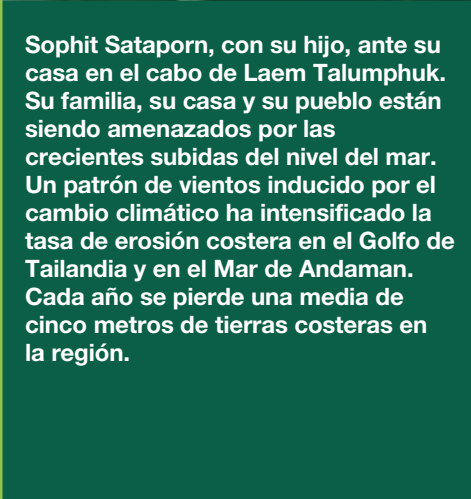 Sophit Sataporn, con su hijo, ante su
casa en el cabo de Laem Talumphuk.
Su familia, su casa y su pueblo están
siendo amenazados por las
crecientes subidas del nivel del mar.
Un patrón de vientos inducido por el
cambio climático ha intensificado la
tasa de erosión costera en el Golfo de
Tailandia y en el Mar de Andaman.
Cada año se pierde una media de
cinco metros de tierras costeras en
la región.